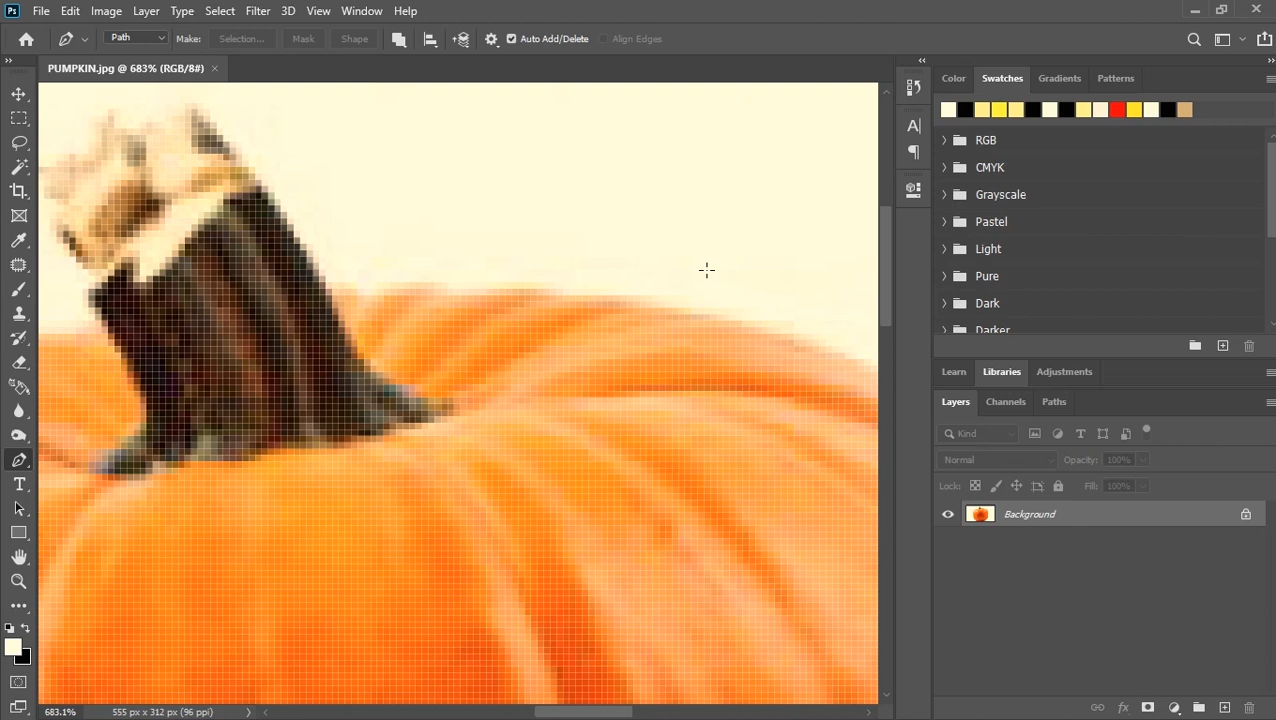 Ps File Edit Image Layer Type Select Filter 3D View Window Help
Path Make: Selection... Mask Shape Auto Add/Delete Align Edges
PUMPKIN.jpg @ 683% (RGB/8#) ×
Color Swatches Gradients Patterns
RGB
CMYK
Grayscale
Pastel
Light
Pure
Dark
Darker
Learn Libraries Adjustments
Layers Channels Paths
Kind
Normal Opacity: 100%
Lock: Fill: 100%
Background
683.1% 555 px x 312 px (96 ppi)